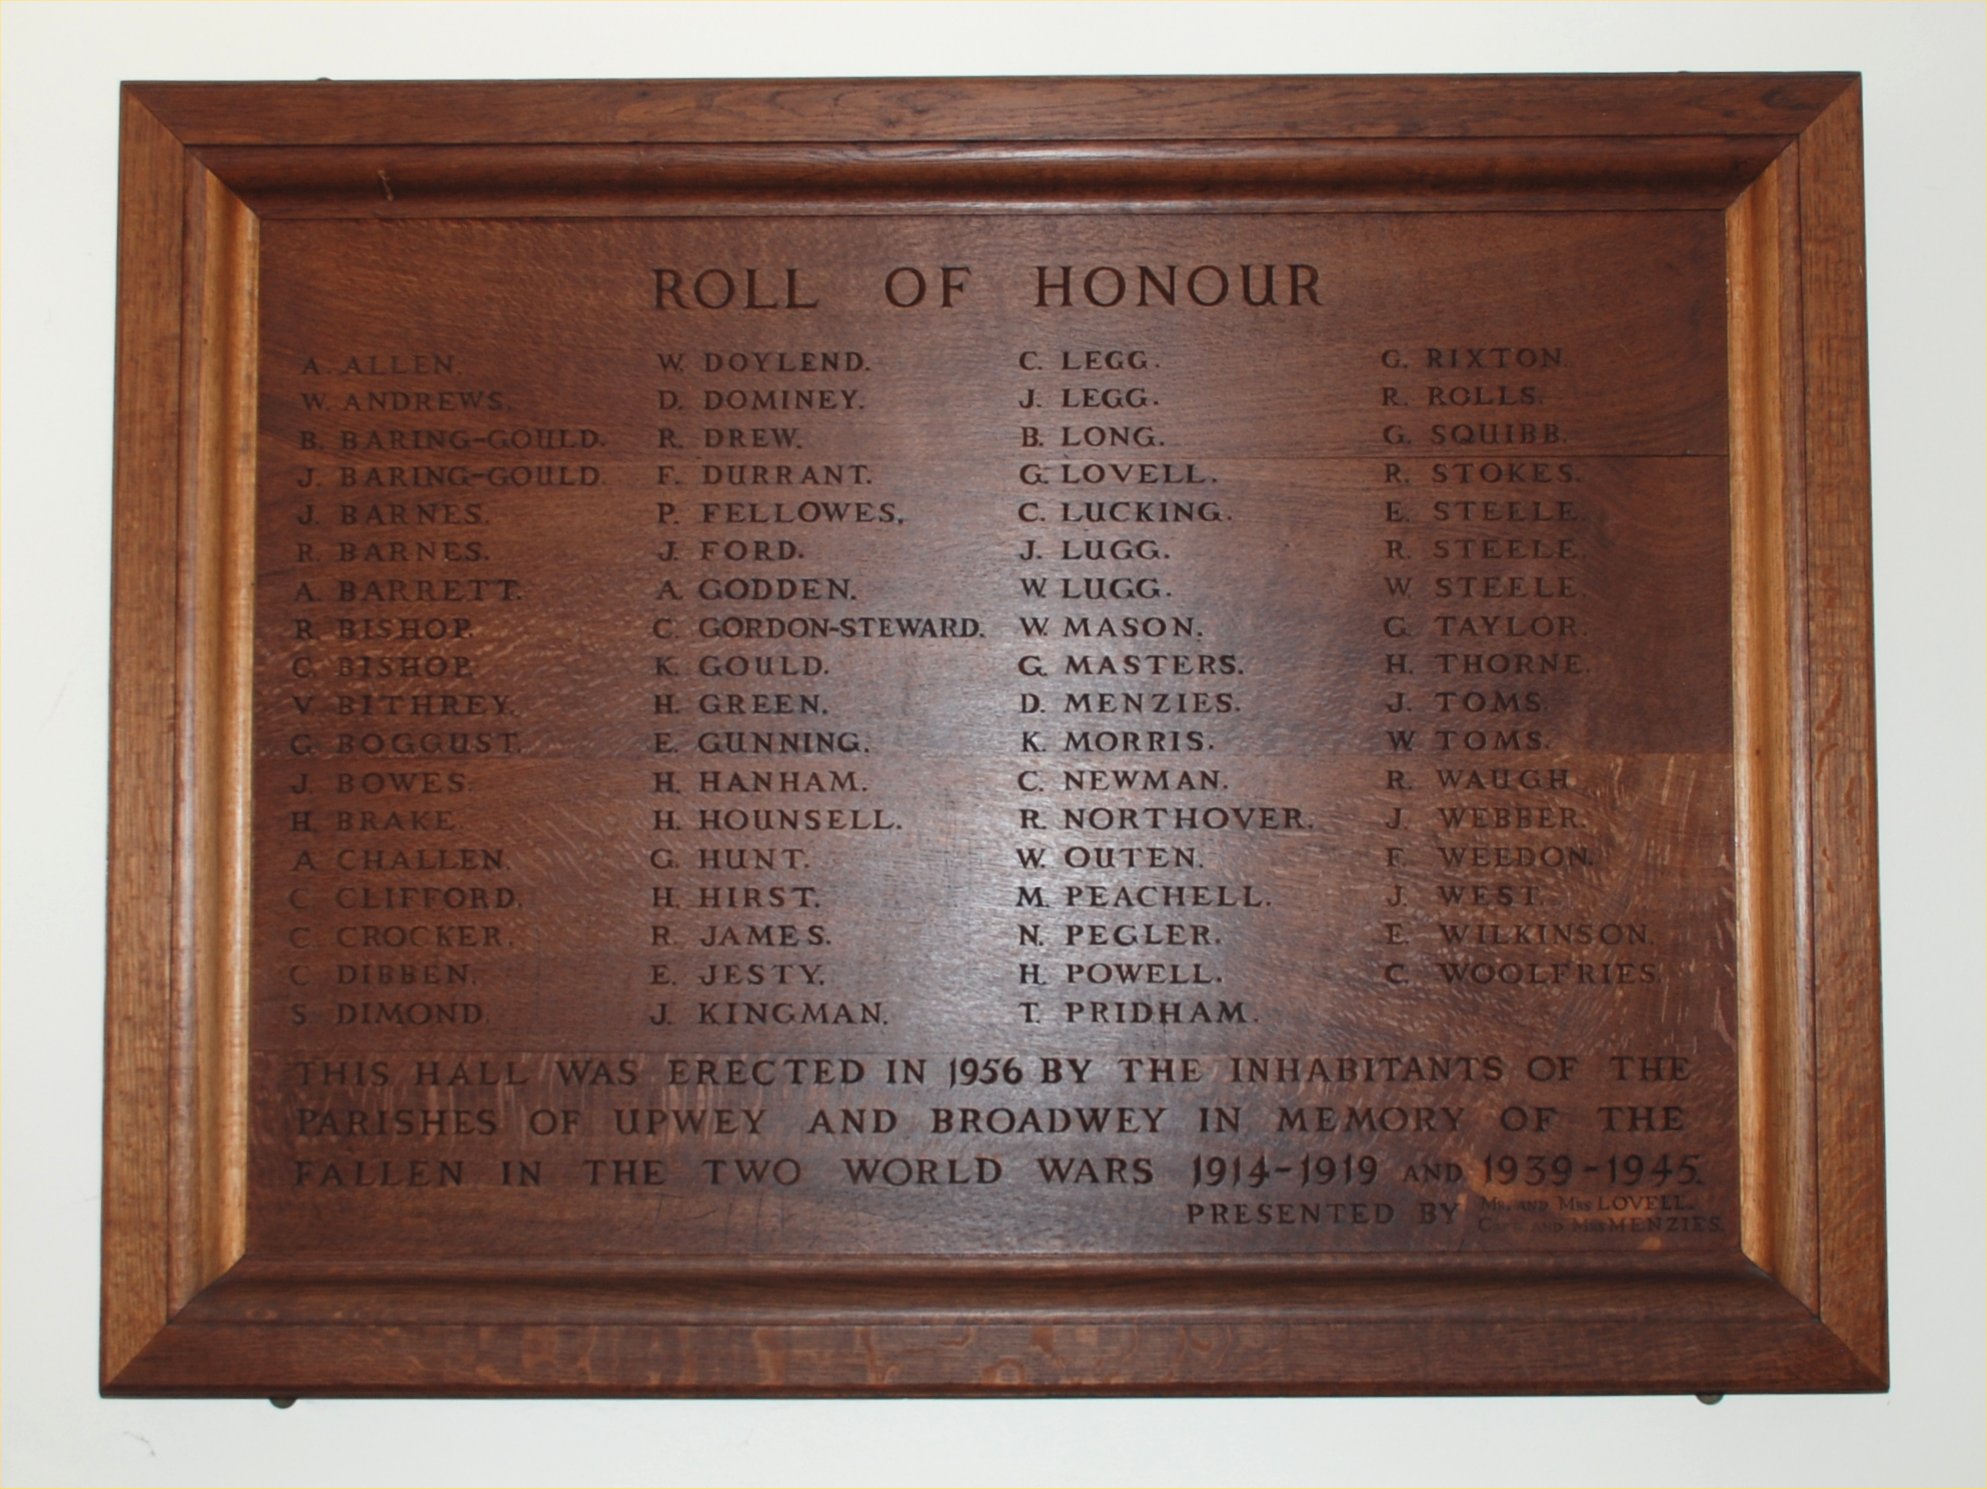 ROLL OF HONOUR
A. ALLEN.
W. ANDREWS.
B. BARING-GOULD.
J. BARING-GOULD.
J. BARNES.
R. BARNES.
A. BARRETT.
R. BISHOP.
C. BISHOP.
V. BITHREY.
G. BOGGUST.
J. BOWES.
H. BRAKE.
A. CHALLEN.
C. CLIFFORD.
C. CROCKER.
C. DIBBEN.
S. DIMOND.
W. DOYLEND.
D. DOMINEY.
R. DREW.
F. DURRANT.
P. FELLOWES.
J. FORD.
A. GODDEN.
C. GORDON-STEWARD.
K. GOULD.
H. GREEN.
E. GUNNING.
H. HANHAM.
H. HOUNSELL.
G. HUNT.
H. HIRST.
R. JAMES.
E. JESTY.
J. KINGMAN.
C. LEGG.
J. LEGG.
B. LONG.
G. LOVELL.
C. LUCKING.
J. LUGG.
W. LUGG.
W. MASON.
G. MASTERS.
D. MENZIES.
K. MORRIS.
C. NEWMAN.
R. NORTHOVER.
W. OUTEN.
M. PEACHELL.
N. PEGLER.
H. POWELL.
T. PRIDHAM.
G. RIXTON.
R. ROLLS.
G. SQUIBB.
R. STOKES.
E. STEELE.
R. STEELE.
W. STEELE.
G. TAYLOR.
H. THORNE.
J. TOMS.
W. TOMS.
R. WAUGH.
J. WEBBER.
F. WEEDON.
J. WEST.
E. WILKINSON.
C. WOOLFRIES.
THIS HALL WAS ERECTED IN 1956 BY THE INHABITANTS OF THE
PARISHES OF UPWEY AND BROADWEY IN MEMORY OF THE
FALLEN IN THE TWO WORLD WARS 1914-1919 AND 1939-1945.
PRESENTED BY MR. AND MRS LOVELL.
CAPT. AND MRS MENZIES.